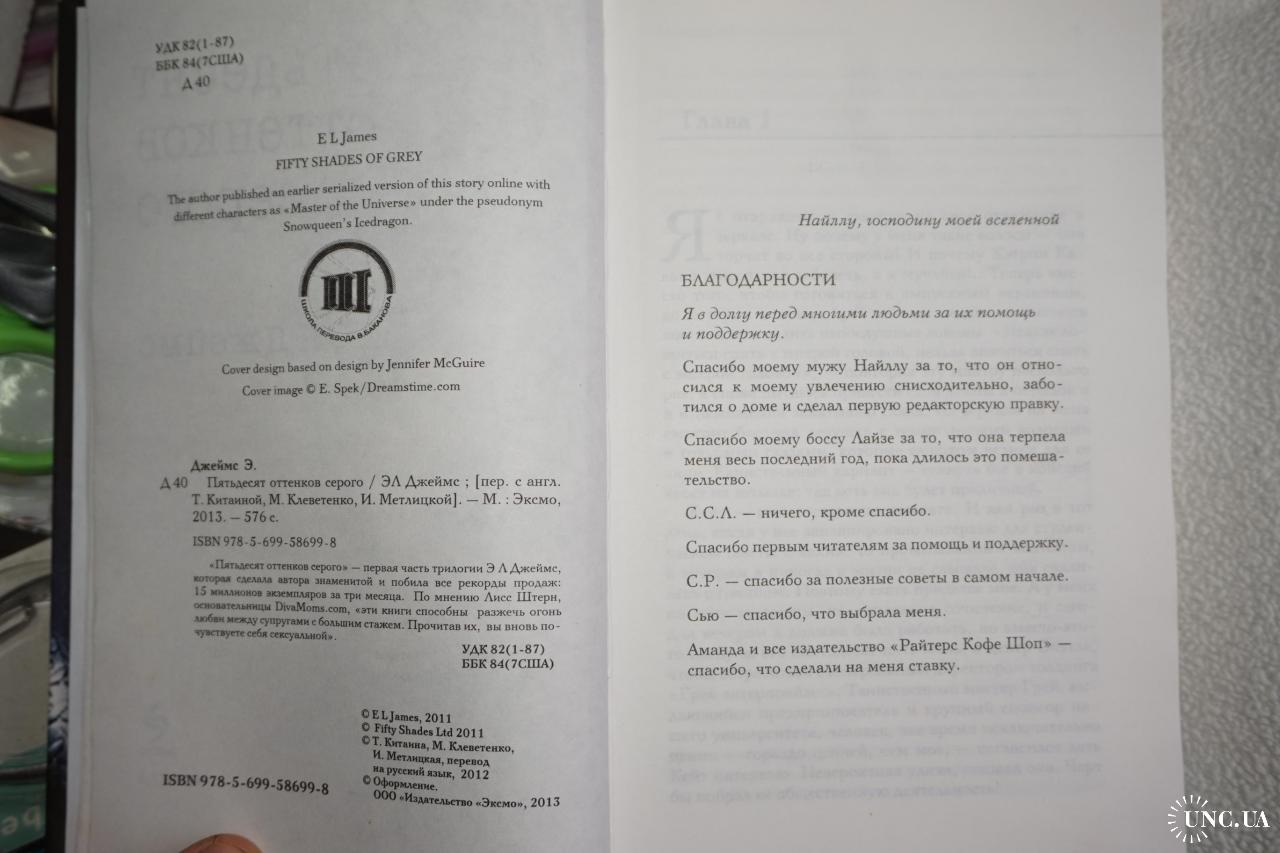 УДК 82(1-87)
ББК 84(7США)
Д 40
E L James
FIFTY SHADES OF GREY
The author published an earlier serialized version of this story online with
different characters as «Master of the Universe» under the pseudonym
Snowqueen's Icedragon.
ШКОЛА ПЕРЕВОДА В. БАКАНОВА
Cover design based on design by Jennifer McGuire
Cover image © E. Spek/Dreamstime.com
Джеймс Э.
Д 40 Пятьдесят оттенков серого / ЭЛ Джеймс ; [пер. с англ.
Т. Китаиной, М. Клеветенко, И. Метлицкой]. — М. : Эксмо,
2013. — 576 с.
ISBN 978-5-699-58699-8
«Пятьдесят оттенков серого» — первая часть трилогии Э Л Джеймс,
которая сделала автора знаменитой и побила все рекорды продаж:
15 миллионов экземпляров за три месяца. По мнению Лисс Штерн,
основательницы DivaMoms.com, «эти книги способны разжечь огонь
любви между супругами с большим стажем. Прочитав их, вы вновь по-
чувствуете себя сексуальной».
УДК 82(1-87)
ББК 84(7США)
© E L James, 2011
© Fifty Shades Ltd 2011
© Т. Китаина, М. Клеветенко,
И. Метлицкая, перевод
на русский язык, 2012
© Оформление.
ООО «Издательство «Эксмо», 2013
ISBN 978-5-699-58699-8
Найллу, господину моей вселенной
БЛАГОДАРНОСТИ
Я в долгу перед многими людьми за их помощь
и поддержку.
Спасибо моему мужу Найллу за то, что он отно-
сился к моему увлечению снисходительно, забо-
тился о доме и сделал первую редакторскую правку.
Спасибо моему боссу Лайзе за то, что она терпела
меня весь последний год, пока длилось это помеша-
тельство.
С.С.Л. — ничего, кроме спасибо.
Спасибо первым читателям за помощь и поддержку.
С.Р. — спасибо за полезные советы в самом начале.
Сью — спасибо, что выбрала меня.
Аманда и все издательство «Райтерс Кофе Шоп» —
спасибо, что сделали на меня ставку.
UNC.UA